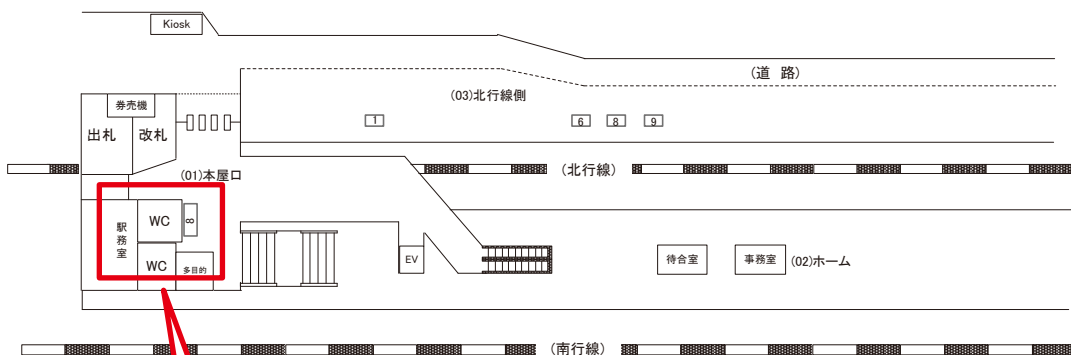 Kiosk
(道 路)
(03)北行線側
券売機
出札
改札
1
6
8
9
(北行線)
(01)本屋口
駅務室
WC
8
WC
多目的
EV
待合室
事務室
(02)ホーム
(南行線)